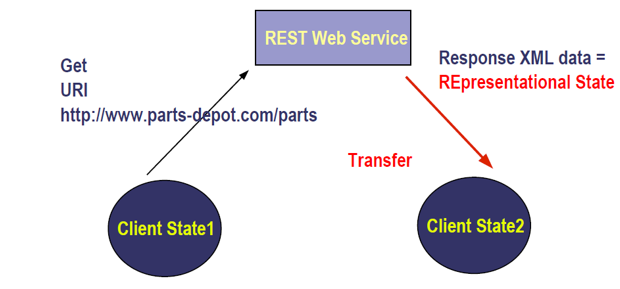 REST Web Service
Get
URI
http://www.parts-depot.com/parts
Response XML data =
REpresentational State
Transfer
Client State1
Client State2